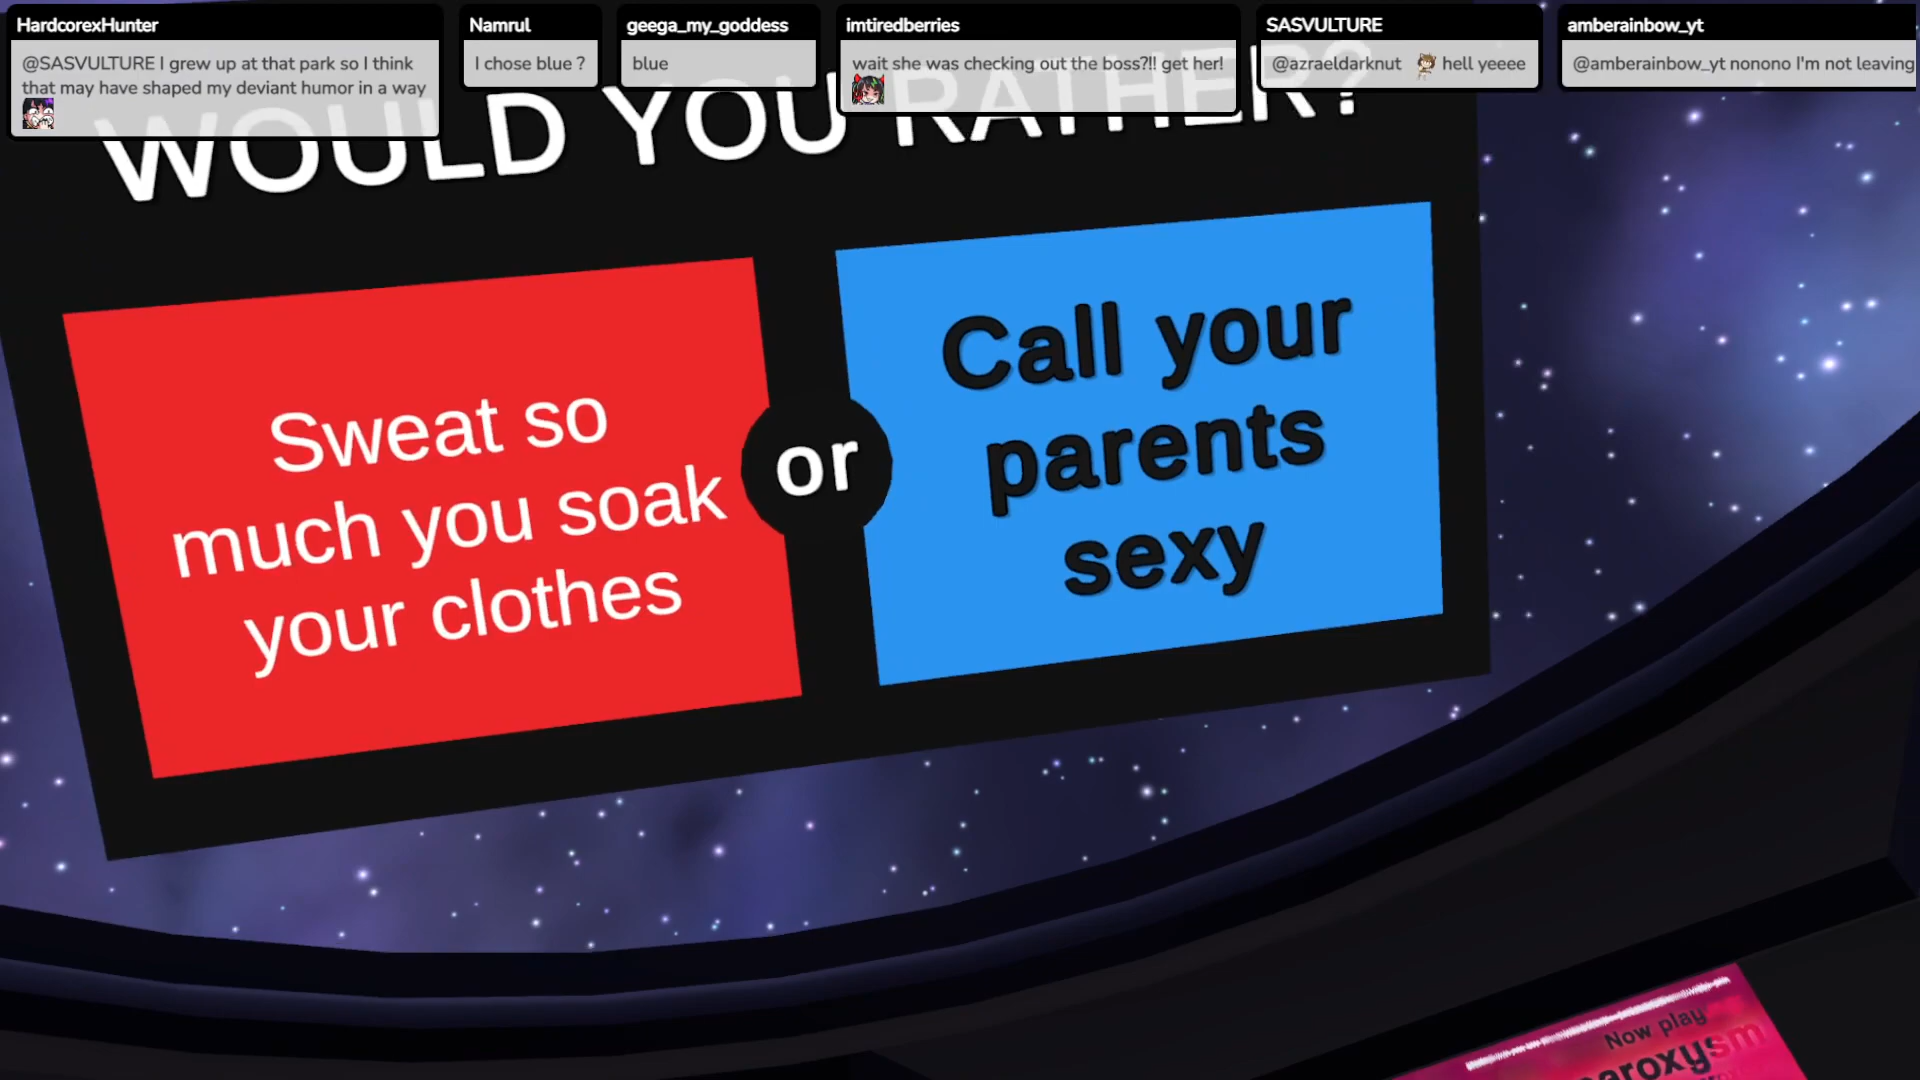 HardcorexHunter
@SASVULTURE I grew up at that park so I think
that may have shaped my deviant humor in a way
Namrul
I chose blue ?
geega_my_goddess
blue
imtiredberries
wait she was checking out the boss?!! get her!
SASVULTURE
@azraeldarknut hell yeeee
amberainbow_yt
@amberainbow_yt nonono I'm not leaving
WOULD YOU RATHER?
Sweat so
much you soak
your clothes
or
Call your
parents
sexy
Now play